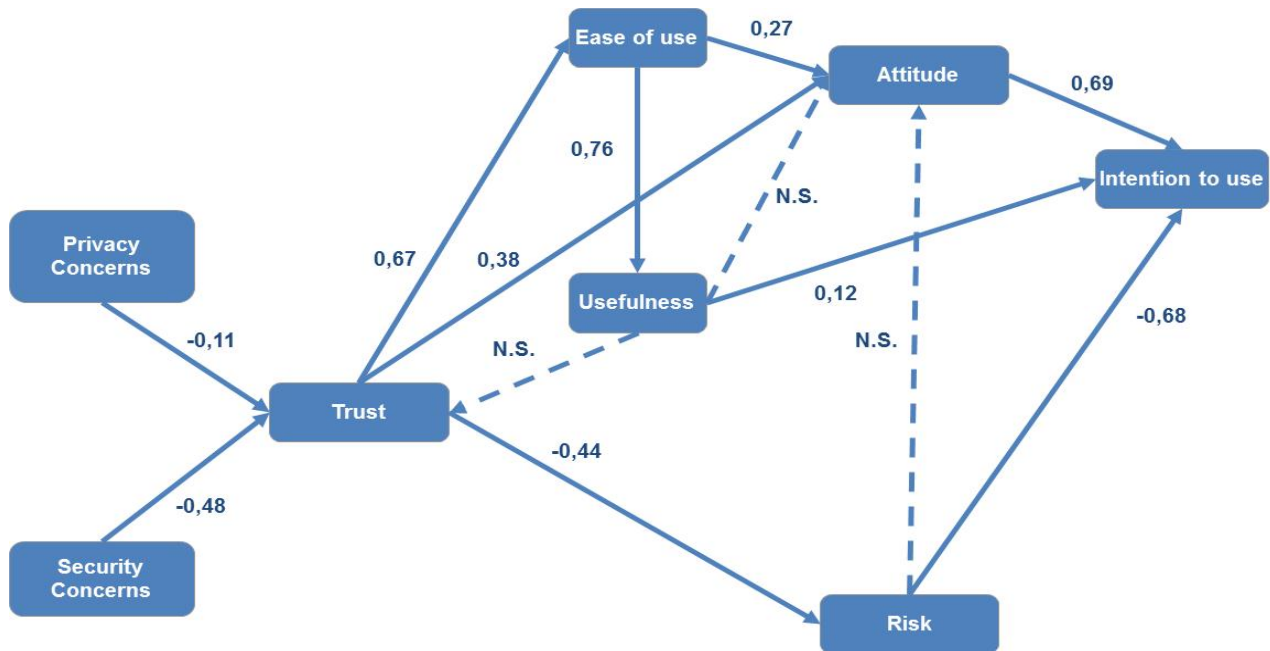 Ease of use
0,27
Attitude
0,69
0,76
Intention to use
N.S.
Privacy
Concerns
0,67
0,38
Usefulness
0,12
-0,68
-0,11
N.S.
N.S.
Trust
-0,44
-0,48
Security
Concerns
Risk